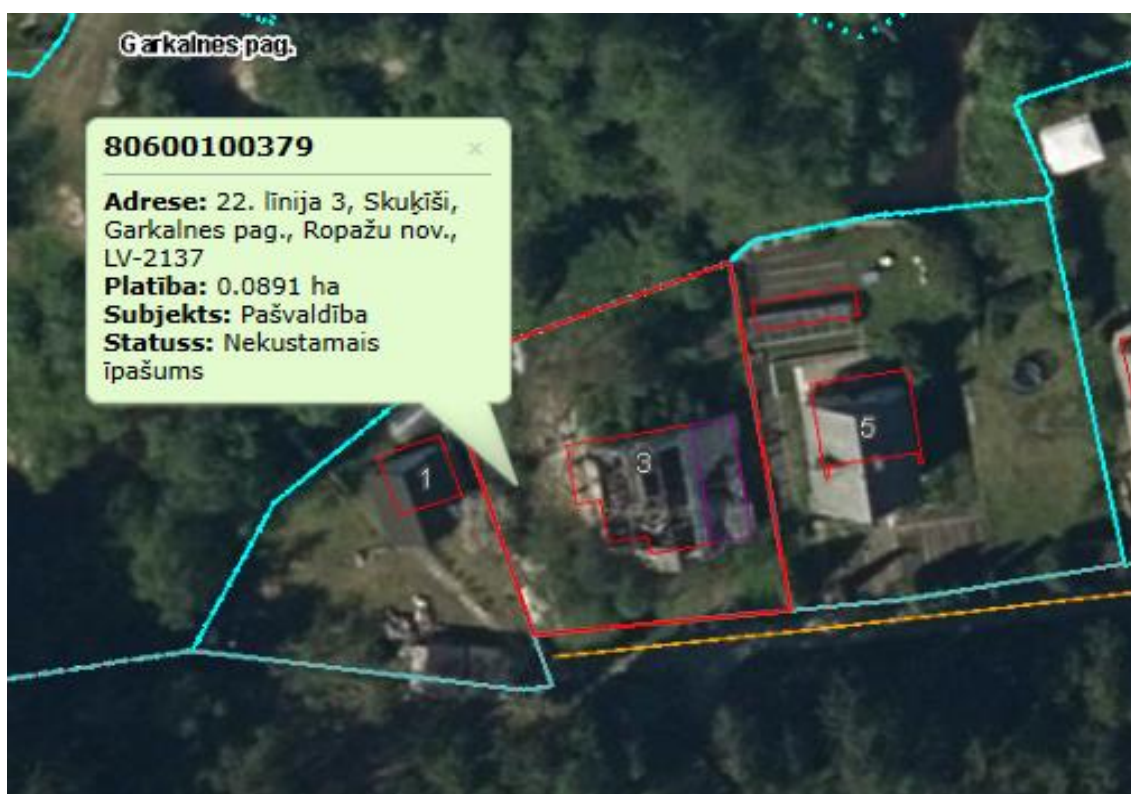 Garkalnes pag.
80600100379
×
Adrese: 22. līnija 3, Skuķīši,
Garkalnes pag., Ropažu nov.,
LV-2137
Platība: 0.0891 ha
Subjekts: Pašvaldība
Statuss: Nekustamais
īpašums
1
3
5